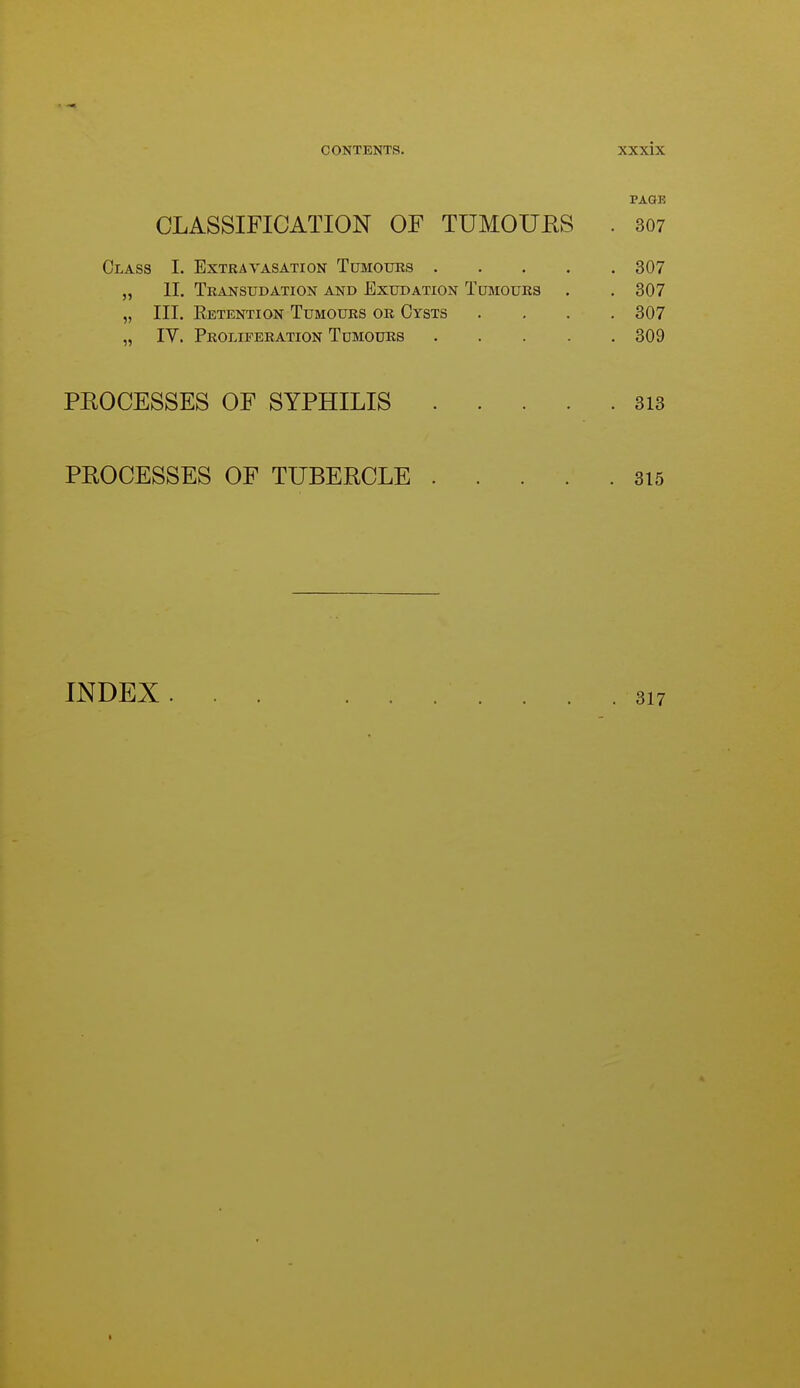 CONTENTS. xxxix
PAGE
CLASSIFICATION OF TUMOURS . 307
Class I. Extravasation Tumours . . . . . 307
„ II. Transudation and Exudation Tumours . . 307
„ III. Retention Tumours or Cysts . . . . 307
„ IV. Proliferation Tumours . . . . . 309
PROCESSES OF SYPHILIS . . . . . 313
PROCESSES OF TUBERCLE . . . . . 315
INDEX . . . . . . . . . . 317